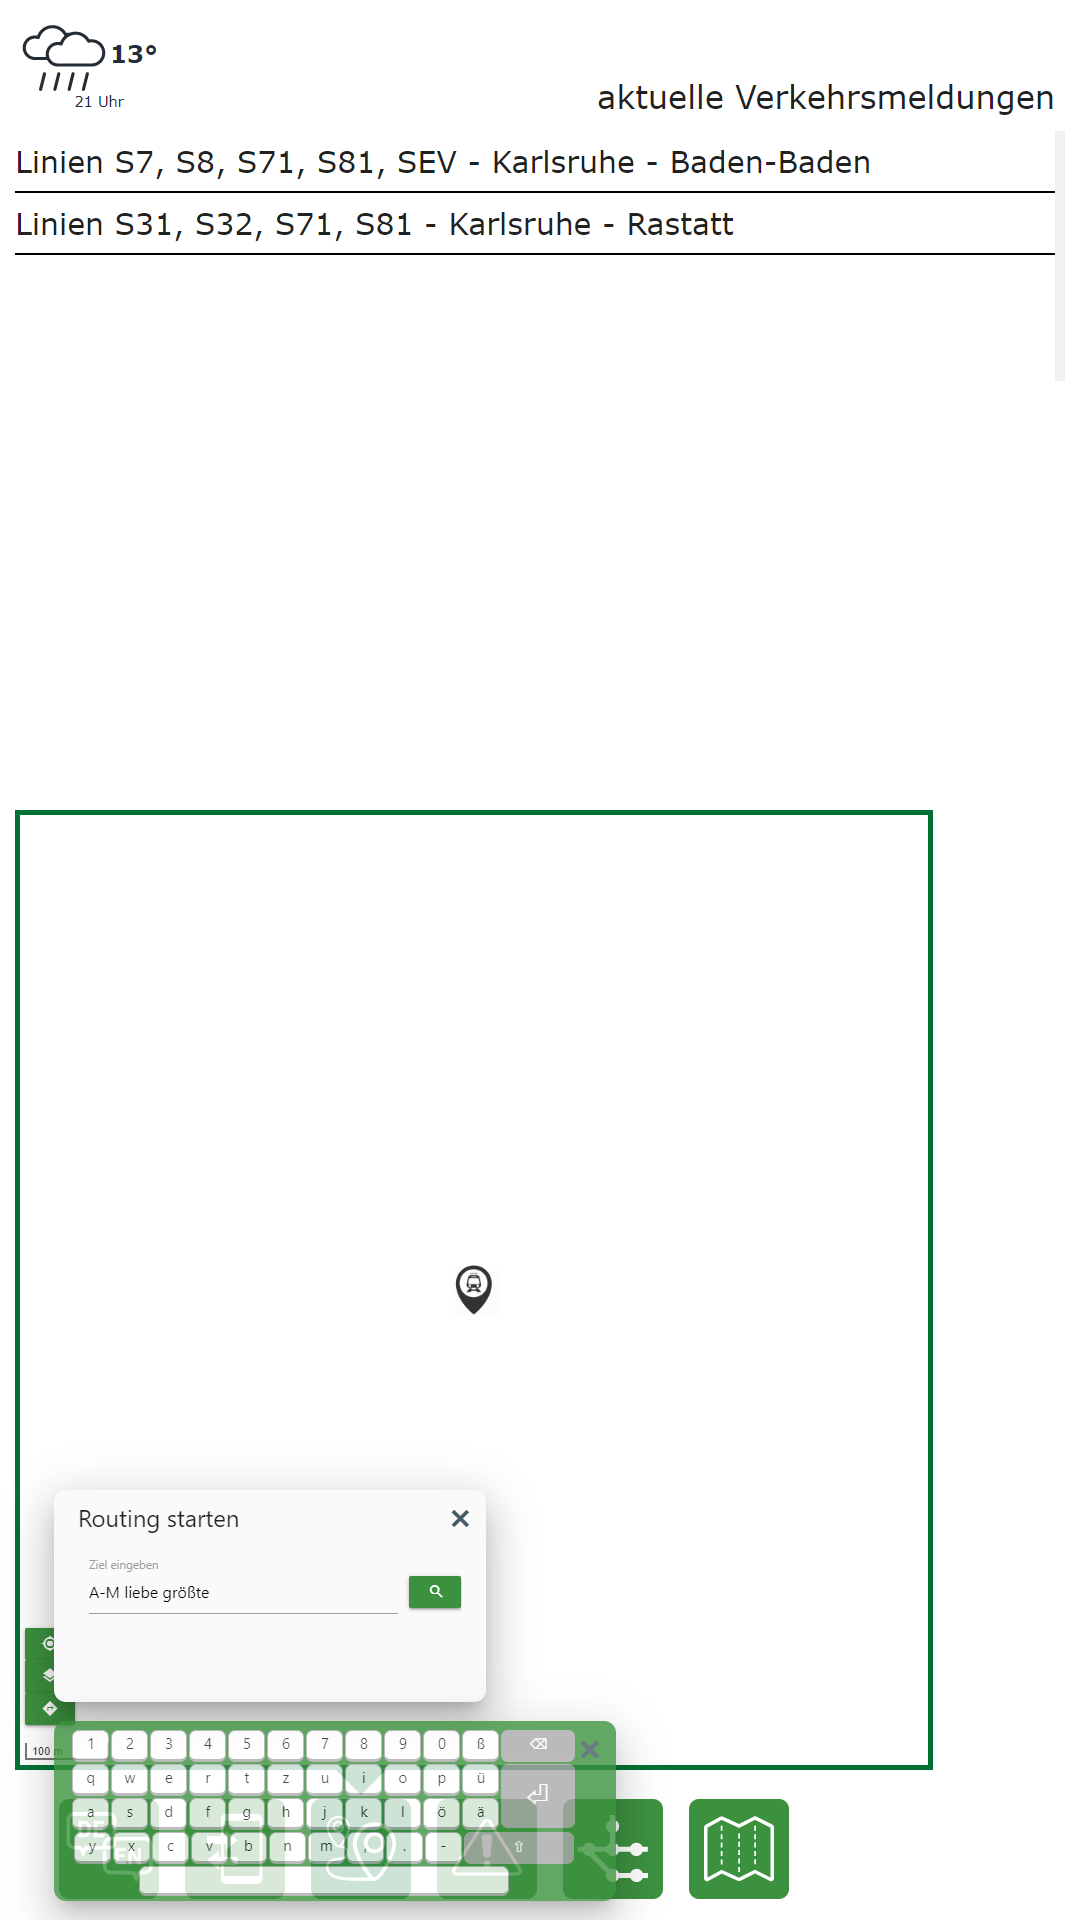 13°
21 Uhr
aktuelle Verkehrsmeldungen
Linien S7, S8, S71, S81, SEV - Karlsruhe - Baden-Baden
Linien S31, S32, S71, S81 - Karlsruhe - Rastatt
Routing starten
Ziel eingeben
A-M liebe größte
100 m
1 2 3 4 5 6 7 8 9 0 ß
q w e r t z u i o p ü
a s d f g h j k l ö ä
y x c v b n m , . -
DE
EN